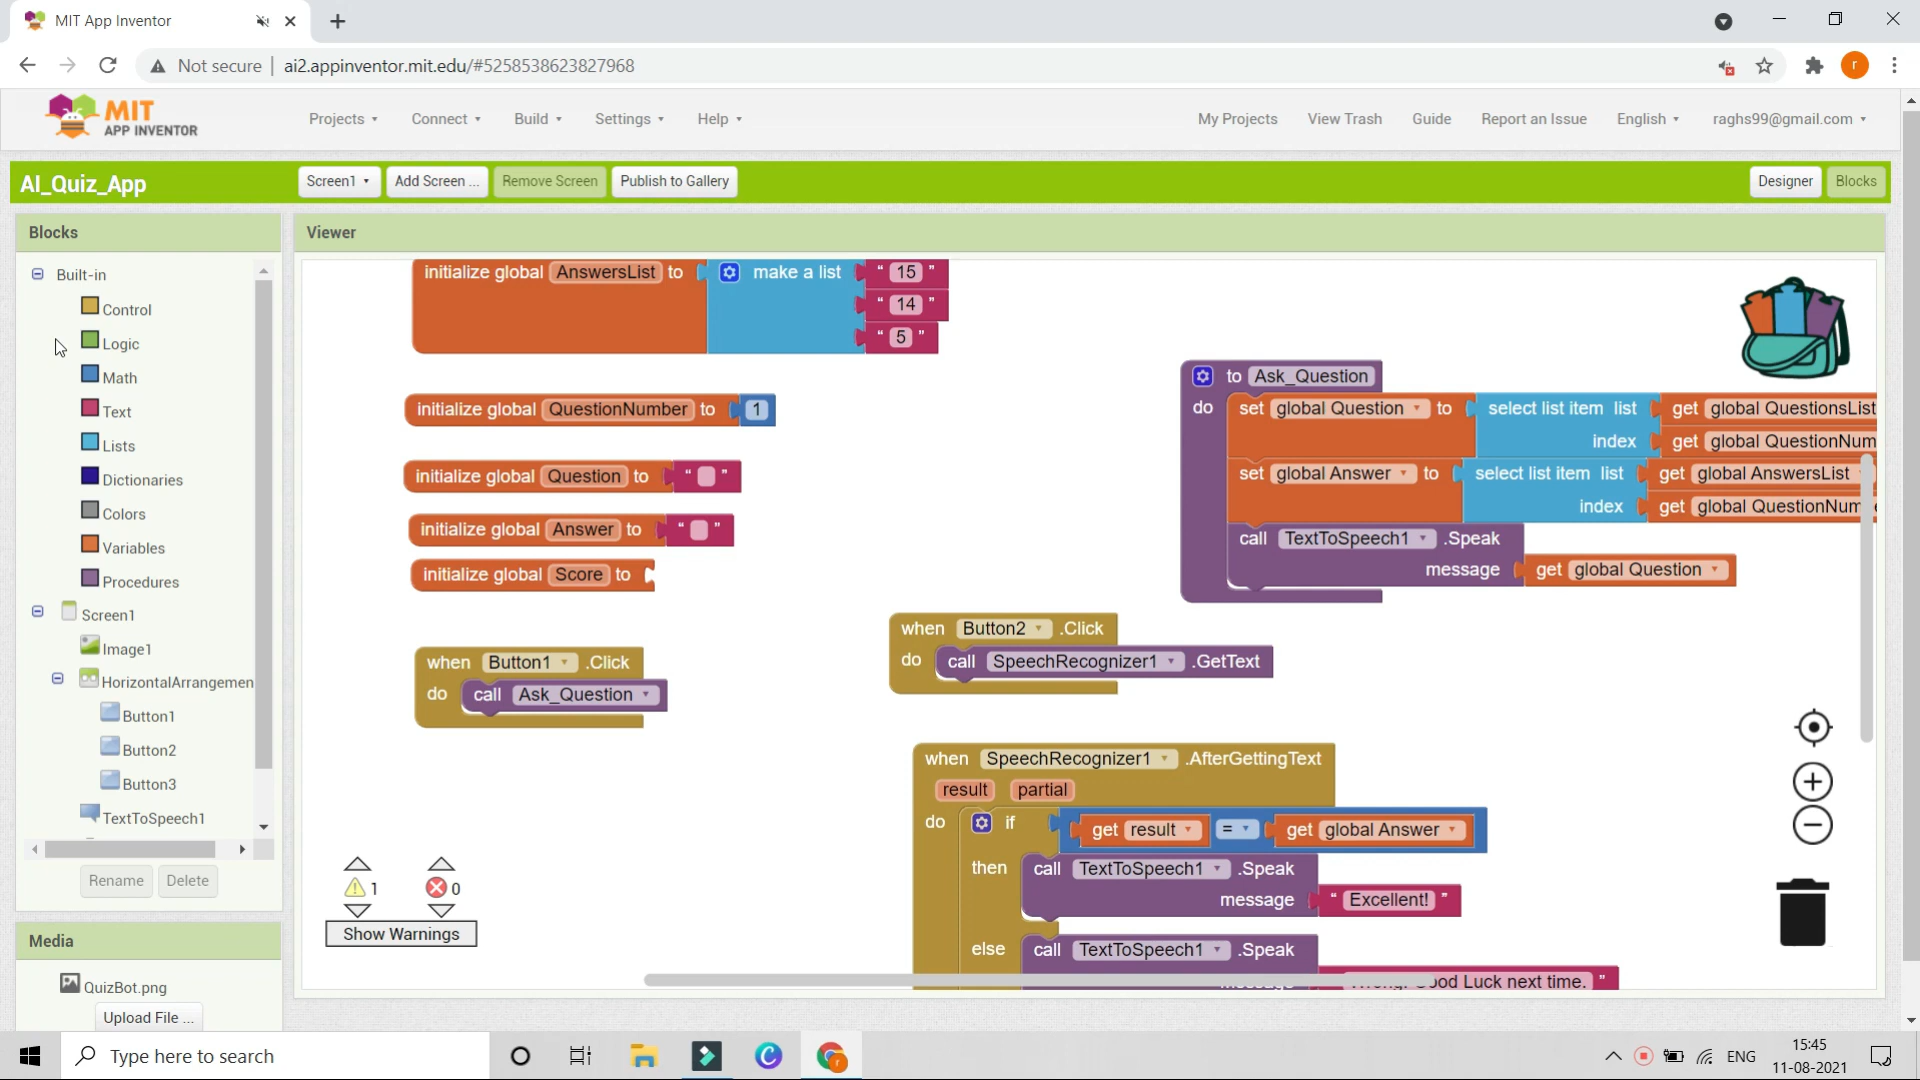 MIT App Inventor
Not secure | ai2.appinventor.mit.edu/#5258538623827968
r
MIT
APP INVENTOR
Projects
Connect
Build
Settings
Help
My Projects
View Trash
Guide
Report an Issue
English
raghs99@gmail.com
AI_Quiz_App
Screen1
Add Screen ...
Remove Screen
Publish to Gallery
Designer
Blocks
Blocks
Built-in
Control
Logic
Math
Text
Lists
Dictionaries
Colors
Variables
Procedures
Screen1
Image1
HorizontalArrangemen
Button1
Button2
Button3
TextToSpeech1
Rename
Delete
Media
QuizBot.png
Upload File ...
Viewer
initialize global AnswersList to make a list " 15 "
" 14 "
" 5 "
initialize global QuestionNumber to 1
initialize global Question to " "
initialize global Answer to " "
initialize global Score to
when Button1 .Click
do call Ask_Question
to Ask_Question
do set global Question to select list item list get global QuestionsList
index get global QuestionNum
set global Answer to select list item list get global AnswersList
index get global QuestionNum
call TextToSpeech1 .Speak
message get global Question
when Button2 .Click
do call SpeechRecognizer1 .GetText
when SpeechRecognizer1 .AfterGettingText
result partial
do if get result = get global Answer
then call TextToSpeech1 .Speak
message " Excellent! "
else call TextToSpeech1 .Speak
Good Luck next time. "
1
0
Show Warnings
Type here to search
ENG
15:45
11-08-2021